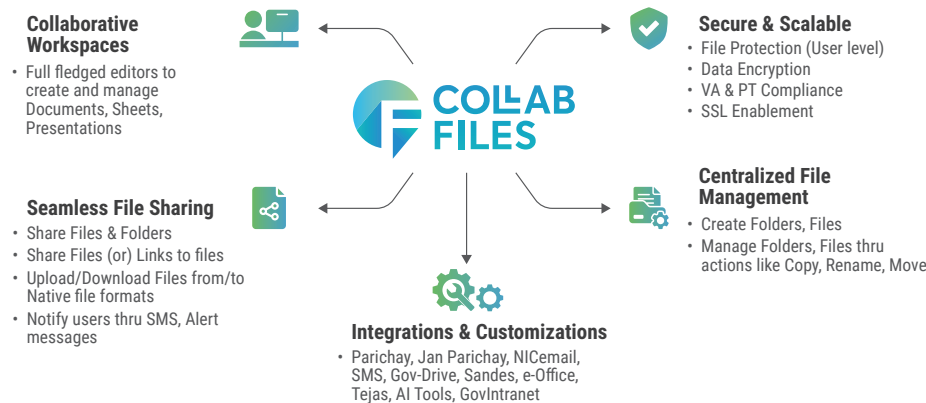 Collaborative
Workspaces
• Full fledged editors to
create and manage
Documents, Sheets,
Presentations
COLLAB
FILES
Secure & Scalable
• File Protection (User level)
• Data Encryption
• VA & PT Compliance
• SSL Enablement
Seamless File Sharing
• Share Files & Folders
• Share Files (or) Links to files
• Upload/Download Files from/to
Native file formats
• Notify users thru SMS, Alert
messages
Centralized File
Management
• Create Folders, Files
• Manage Folders, Files thru
actions like Copy, Rename, Move
Integrations & Customizations
• Parichay, Jan Parichay, NICemail,
SMS, Gov-Drive, Sandes, e-Office,
Tejas, AI Tools, GovIntranet